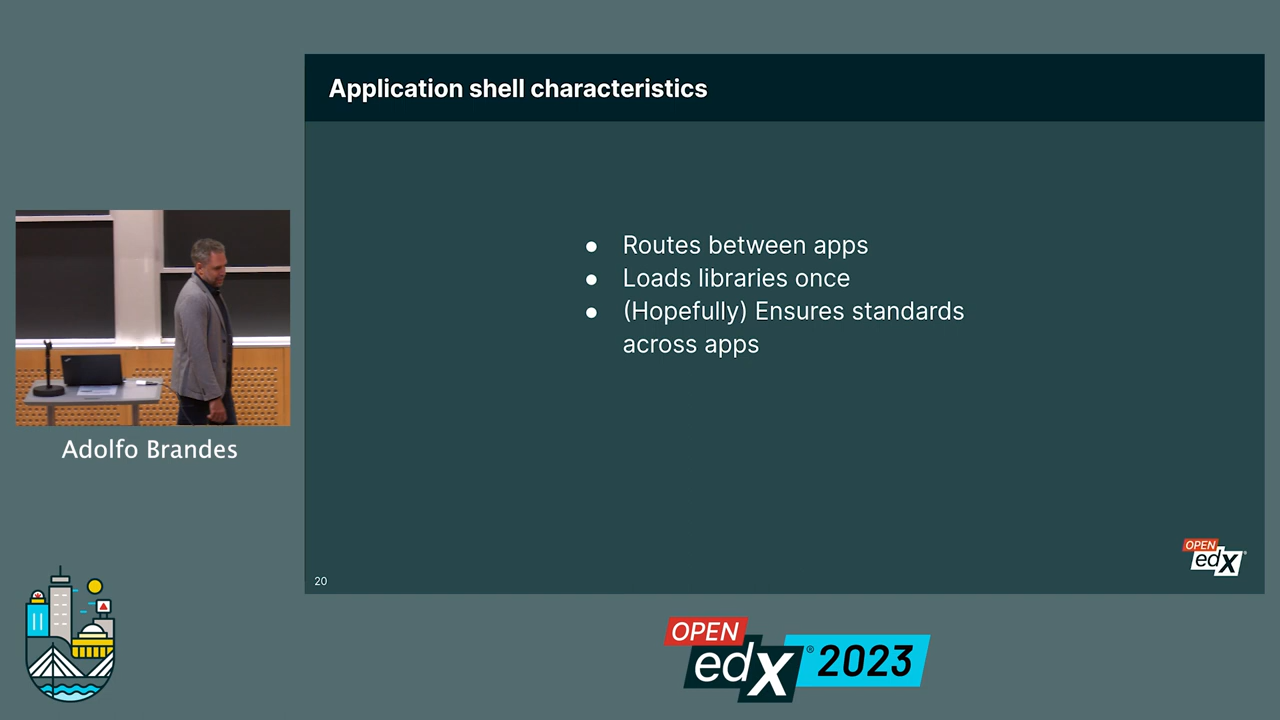 Application shell characteristics
● Routes between apps
● Loads libraries once
● (Hopefully) Ensures standards
across apps
Adolfo Brandes
OPEN
edX®
20
OPEN
edX® 2023